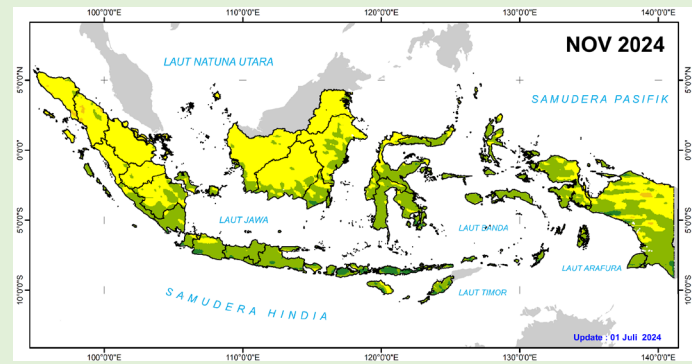 100°0'0"E 110°0'0"E 120°0'0"E 130°0'0"E 140°0'0"E
NOV 2024
LAUT NATUNA UTARA
5°0'0"N 5°0'0"N
SAMUDERA PASIFIK
0°0'0" 0°0'0"
LAUT JAWA
LAUT BANDA
5°0'0"S 5°0'0"S
LAUT ARAFURA
SAMUDERA HINDIA
LAUT TIMOR
10°0'0"S 10°0'0"S
Update : 01 Juli 2024
100°0'0"E 110°0'0"E 120°0'0"E 130°0'0"E 140°0'0"E